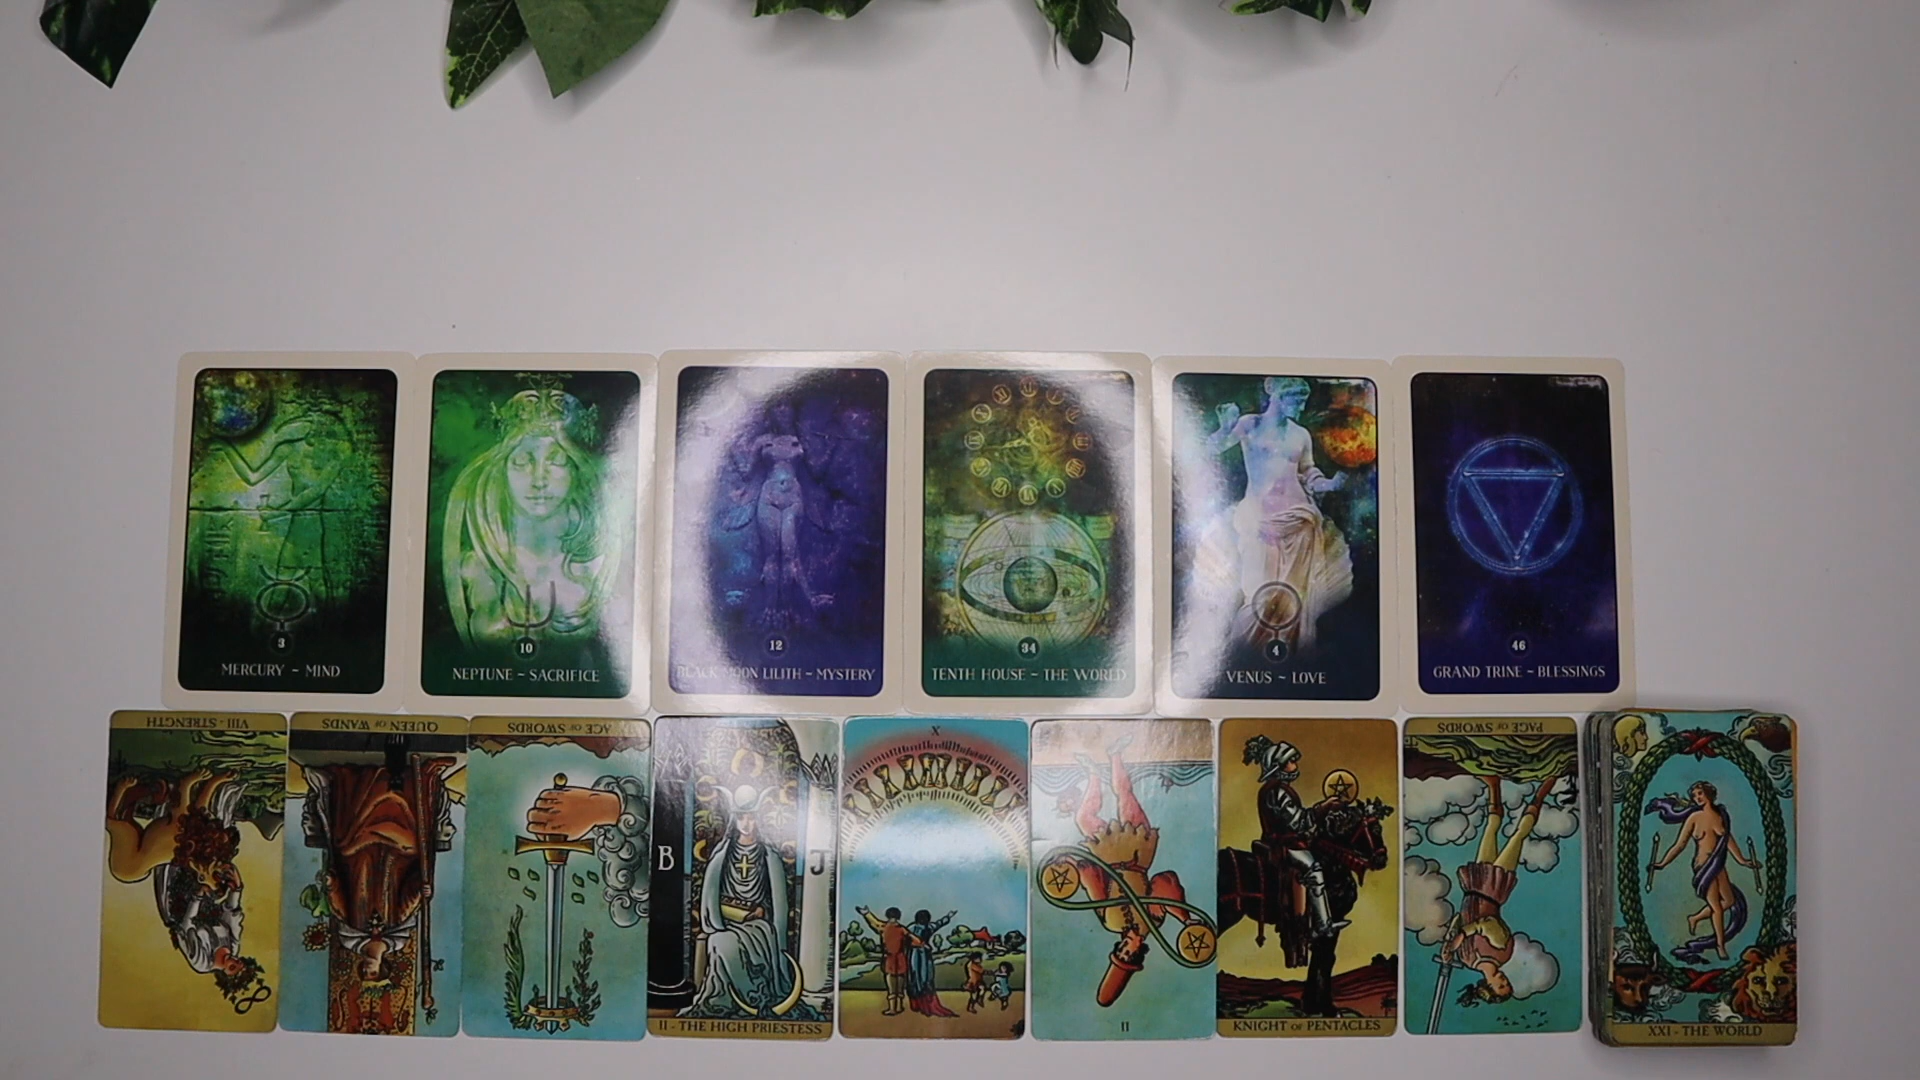 3
MERCURY ~ MIND
10
NEPTUNE ~ SACRIFICE
12
BLACK MOON LILITH ~ MYSTERY
34
TENTH HOUSE ~ THE WORLD
4
VENUS ~ LOVE
46
GRAND TRINE ~ BLESSINGS
VIII - STRENGTH
QUEEN OF WANDS
ACE OF SWORDS
B
J
II - THE HIGH PRIESTESS
X
II
KNIGHT OF PENTACLES
PAGE OF SWORDS
XXI - THE WORLD